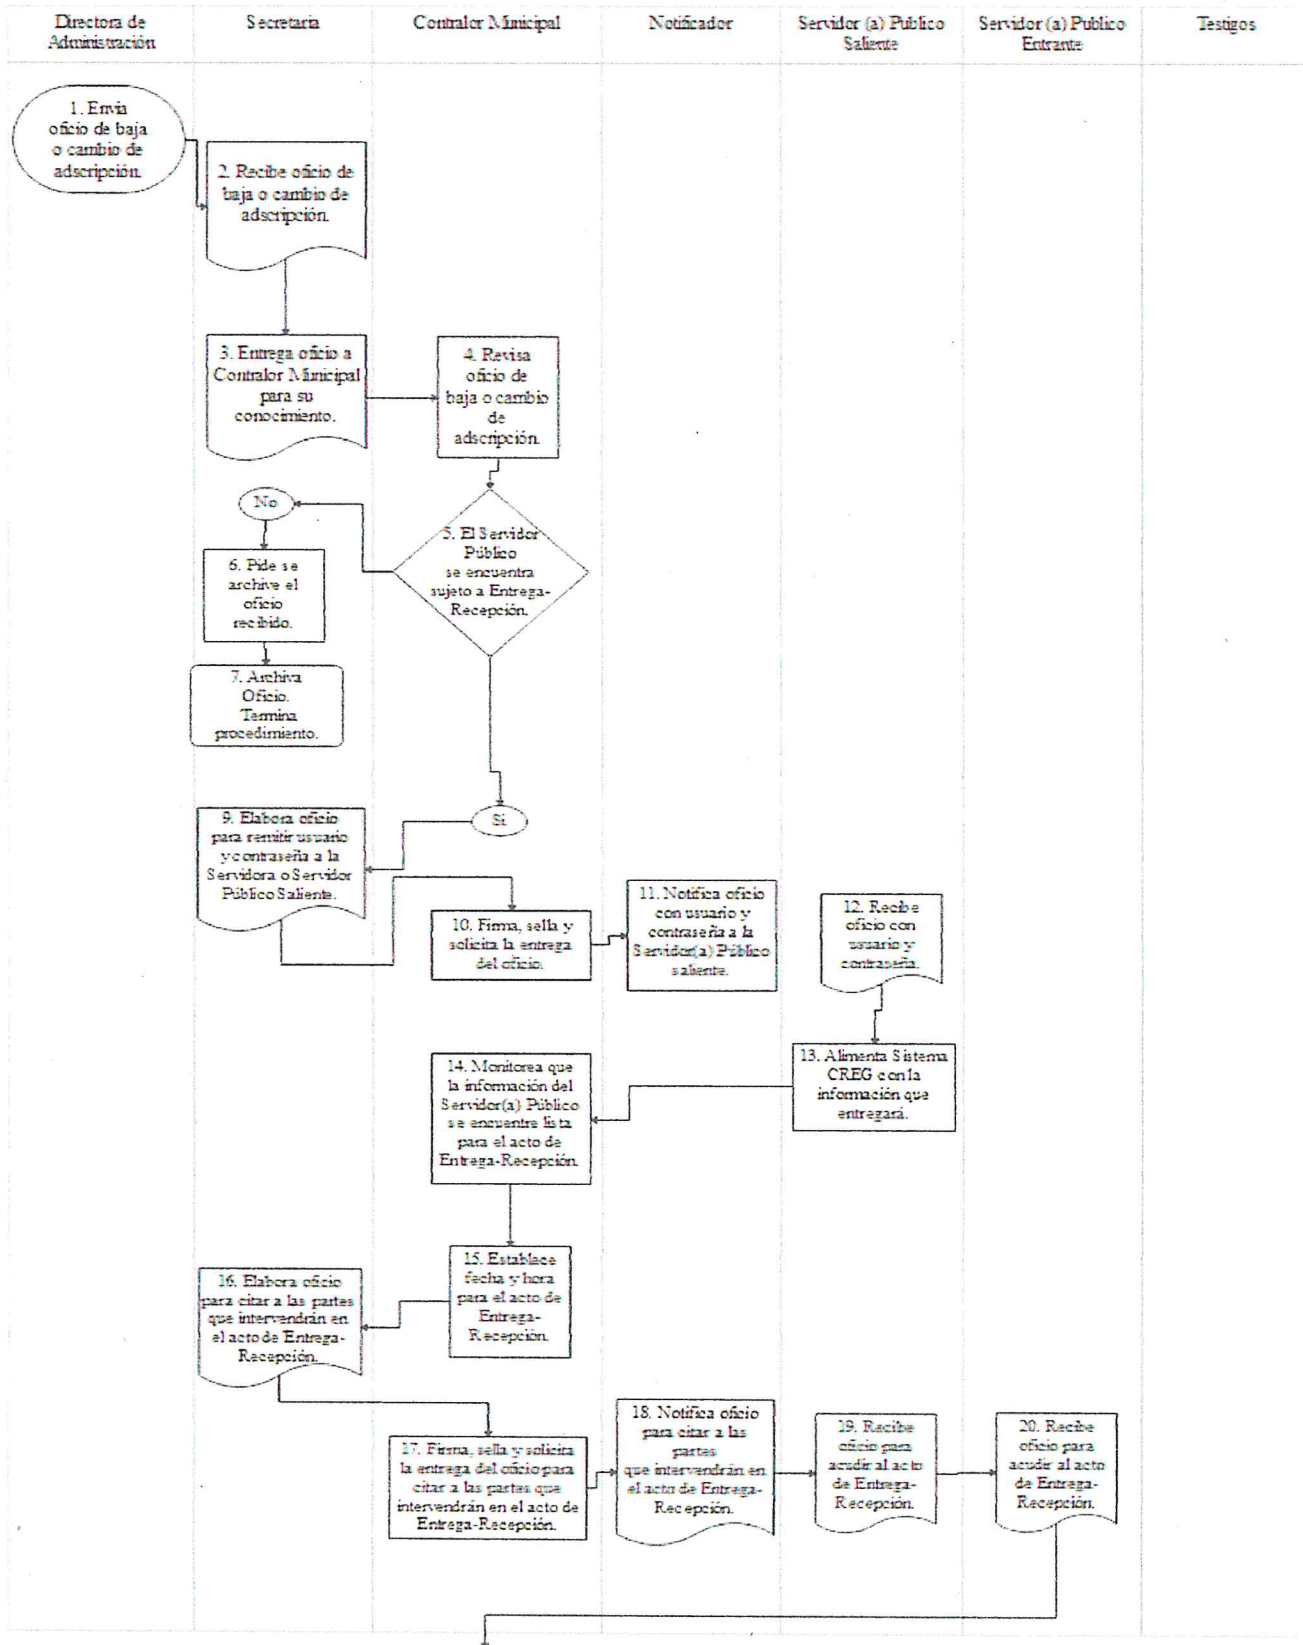 Directora de
Administración
Secretaria
Contralor Municipal
Notificador
Servidor (a) Publico
Saliente
Servidor (a) Publico
Entrante
Testigos
1. Envia
oficio de baja
o cambio de
adscripción.
2. Recibe oficio de
baja o cambio de
adscripción.
3. Entrega oficio a
Contralor Municipal
para su
conocimiento.
4. Revisa
oficio de
baja o cambio
de
adscripción.
No
5. El Servidor
Público
se encuentra
sujeto a Entrega-
Recepción.
6. Pide se
archive el
oficio
recibido.
7. Archiva
Oficio.
Termina
procedimiento.
Si
9. Elabora oficio
para remitir usuario
y contraseña a la
Servidora o Servidor
Público Saliente.
10. Firma, sella y
solicita la entrega
del oficio.
11. Notifica oficio
con usuario y
contraseña a la
Servidor(a) Público
saliente.
12. Recibe
oficio con
usuario y
contraseña.
13. Alimenta Sistema
CREG con la
información que
entregará.
14. Monitorea que
la información del
Servidor(a) Público
se encuentre lista
para el acto de
Entrega-Recepción.
15. Establece
fecha y hora
para el acto de
Entrega-
Recepción.
16. Elabora oficio
para citar a las partes
que intervendrán en
el acto de Entrega-
Recepción.
17. Firma, sella y solicita
la entrega del oficio para
citar a las partes que
intervendrán en el acto de
Entrega-Recepción.
18. Notifica oficio
para citar a las
partes
que intervendrán en
el acto de Entrega-
Recepción.
19. Recibe
oficio para
acudir al acto
de Entrega-
Recepción.
20. Recibe
oficio para
acudir al acto
de Entrega-
Recepción.